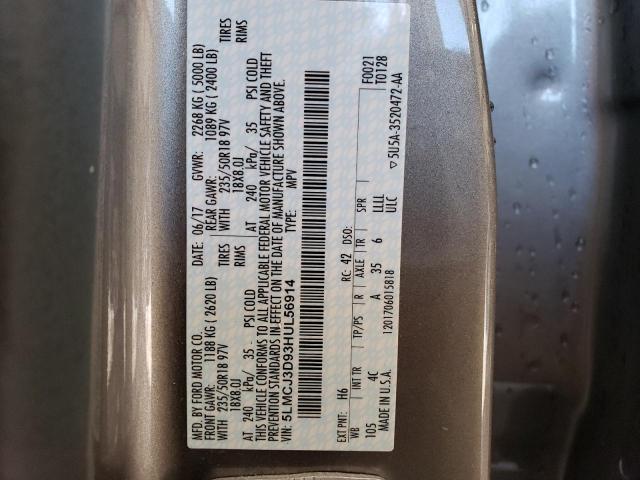 MFD. BY FORD MOTOR CO.
DATE: 06/17 GVWR: 2268 KG ( 5000 LB)
FRONT GAWR: 1188 KG ( 2620 LB) REAR GAWR: 1089 KG ( 2400 LB)
WITH 235/50R18 97V TIRES WITH 235/50R18 97V TIRES
18X8.0J RIMS 18X8.0J RIMS
AT 240 kPa/ 35 PSI COLD AT 240 kPa/ 35 PSI COLD
THIS VEHICLE CONFORMS TO ALL APPLICABLE FEDERAL MOTOR VEHICLE SAFETY AND THEFT
PREVENTION STANDARDS IN EFFECT ON THE DATE OF MANUFACTURE SHOWN ABOVE.
VIN: 5LMCJ3D93HUL56914 TYPE: MPV
F0021
T0128
EXT PNT: H6 RC: 42 DSO:
WB INT TR TP/PS R AXLE TR SPR
105 4C A 35 6 LLLL
ULC
MADE IN U.S.A. 1201706015818
▽5U5A-3520472-AA